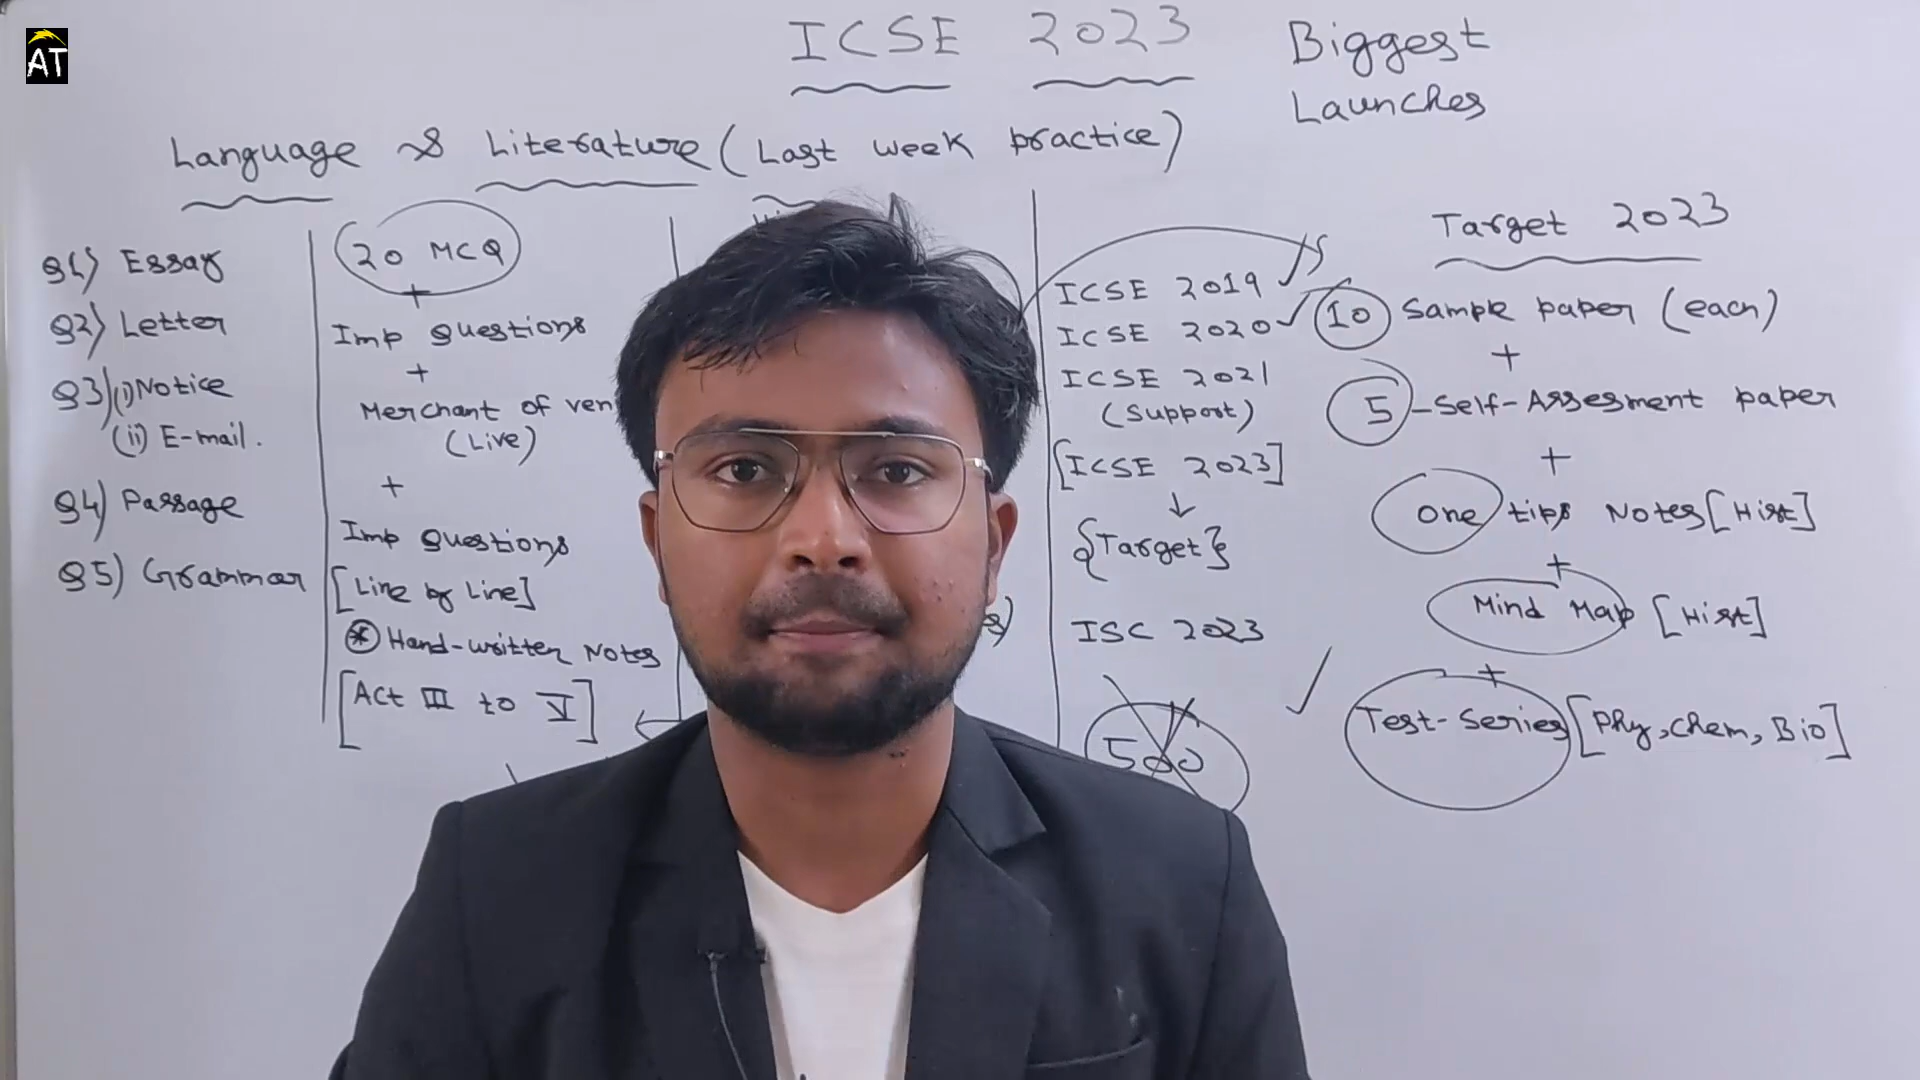 AT
ICSE 2023
Biggest
Launches
Language & Literature (Last week practice)
Q1) Essay
Q2) Letter
Q3) (i) Notice
(ii) E-mail.
Q4) Passage
Q5) Grammar
20 MCQ
+
Imp Questions
+
Merchant of ven
(Live)
+
Imp Questions
[Line by Line]
* Hand-written Notes
[Act III to V]
ICSE 2019
ICSE 2020
ICSE 2021
(Support)
[ICSE 2023]
{Target}
ISC 2023
500
Target 2023
10 Sample paper (each)
+
5 - Self-Assesment paper
+
One tips Notes [Hist]
+
Mind Map [Hist]
+
Test-Series [Phy, Chem, Bio]